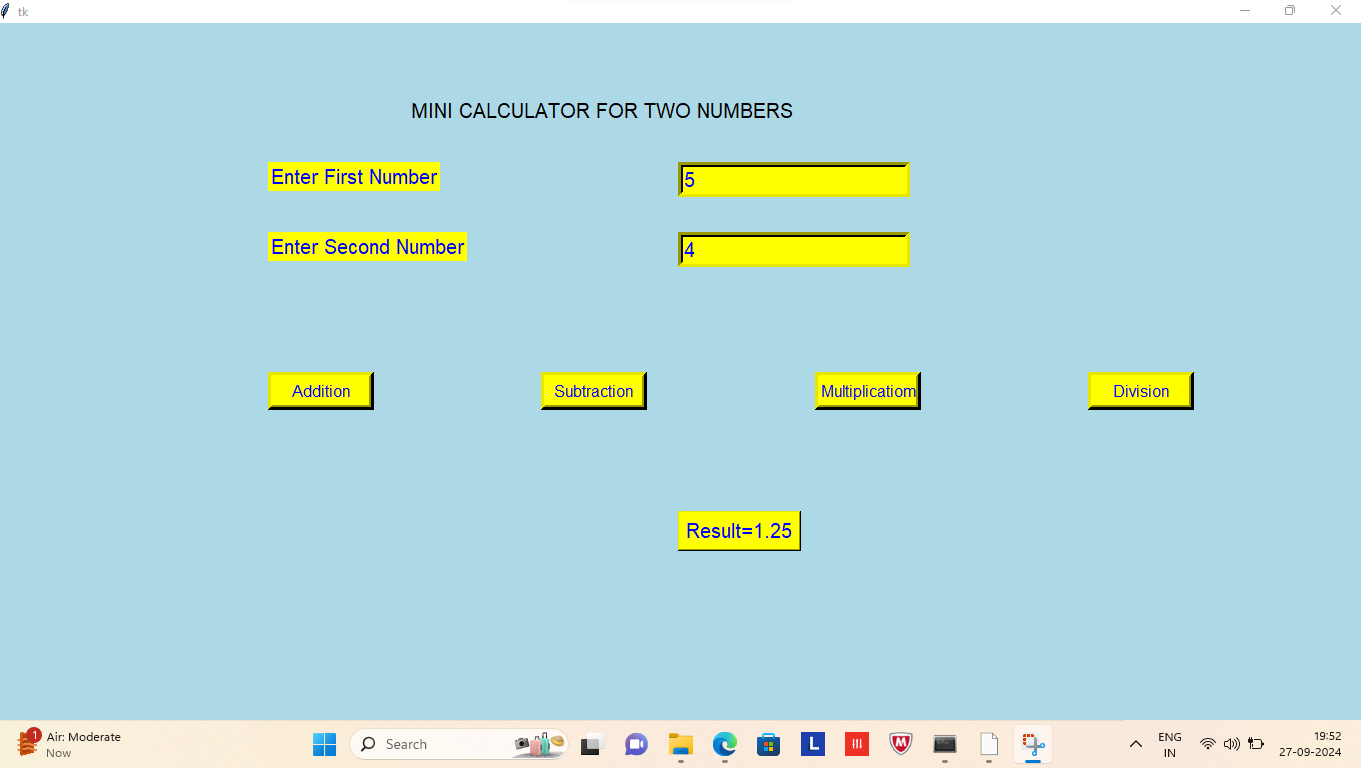 tk
MINI CALCULATOR FOR TWO NUMBERS
Enter First Number
5
Enter Second Number
4
Addition
Subtraction
Multiplicatiom
Division
Result=1.25
1
Air: Moderate
Now
Search
L
M
ENG
IN
19:52
27-09-2024